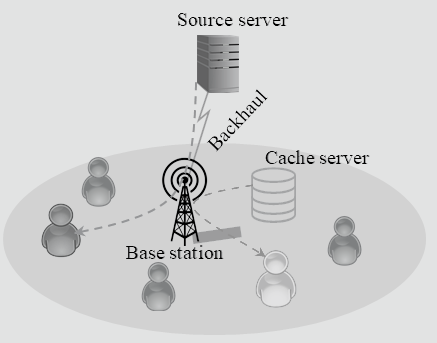 Source server
Backhaul
Cache server
Base station